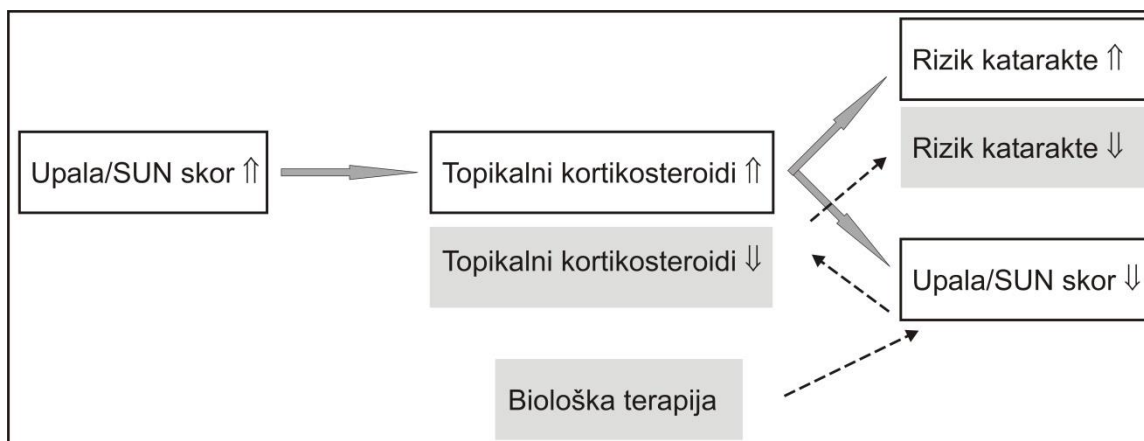 Upala/SUN skor ⇑
Topikalni kortikosteroidi ⇑
Topikalni kortikosteroidi ⇓
Rizik katarakte ⇑
Rizik katarakte ⇓
Upala/SUN skor ⇓
Biološka terapija